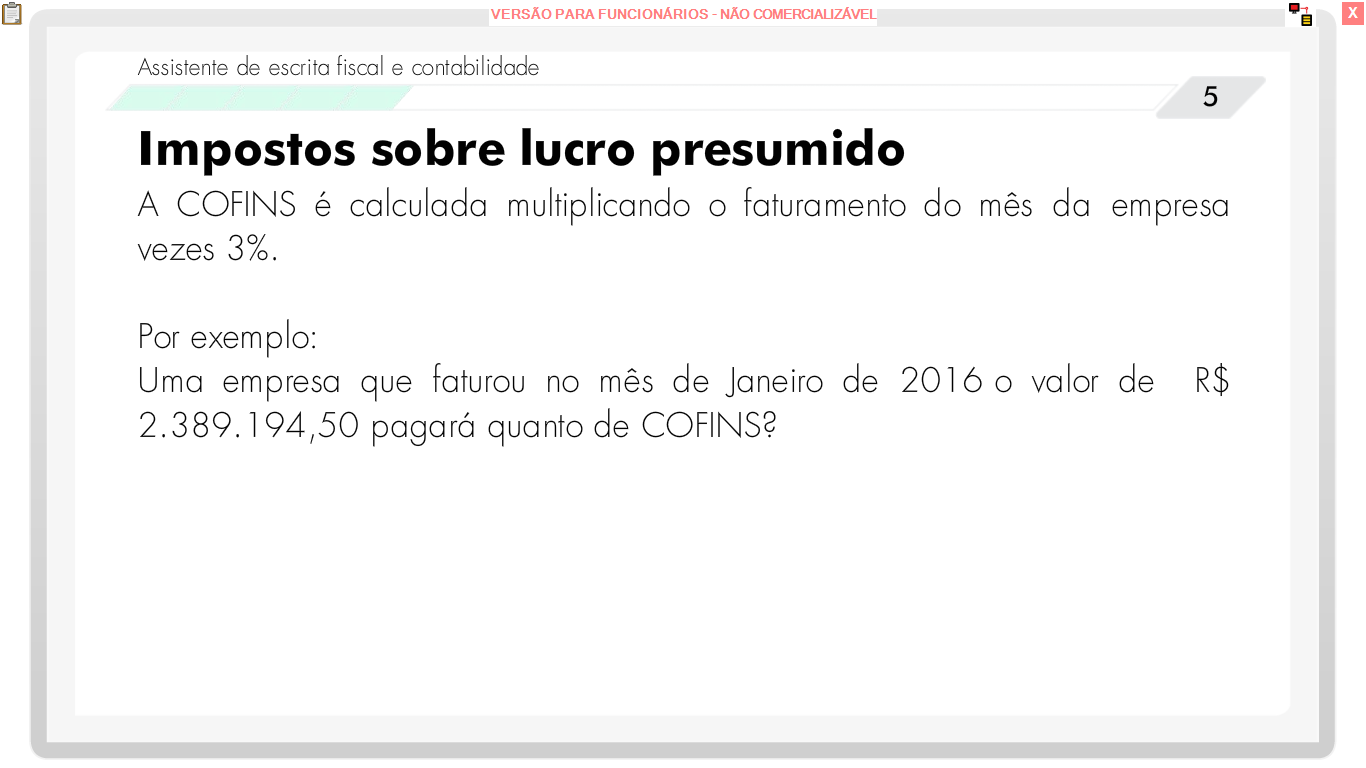 VERSÃO PARA FUNCIONÁRIOS - NÃO COMERCIALIZÁVEL
X
Assistente de escrita fiscal e contabilidade
5
Impostos sobre lucro presumido
A COFINS é calculada multiplicando o faturamento do mês da empresa
vezes 3%.
Por exemplo:
Uma empresa que faturou no mês de Janeiro de 2016 o valor de R$
2.389.194,50 pagará quanto de COFINS?